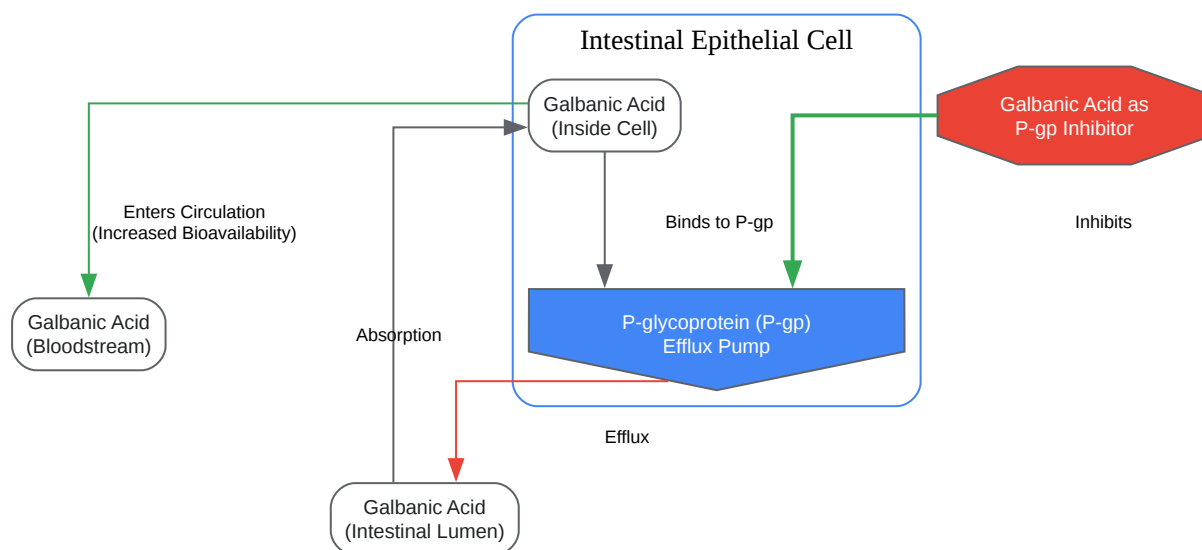 Intestinal Epithelial Cell
Galbanic Acid
(Inside Cell)
Galbanic Acid as
P-gp Inhibitor
Enters Circulation
(Increased Bioavailability)
Binds to P-gp
Inhibits
Galbanic Acid
(Bloodstream)
Absorption
P-glycoprotein (P-gp)
Efflux Pump
Efflux
Galbanic Acid
(Intestinal Lumen)